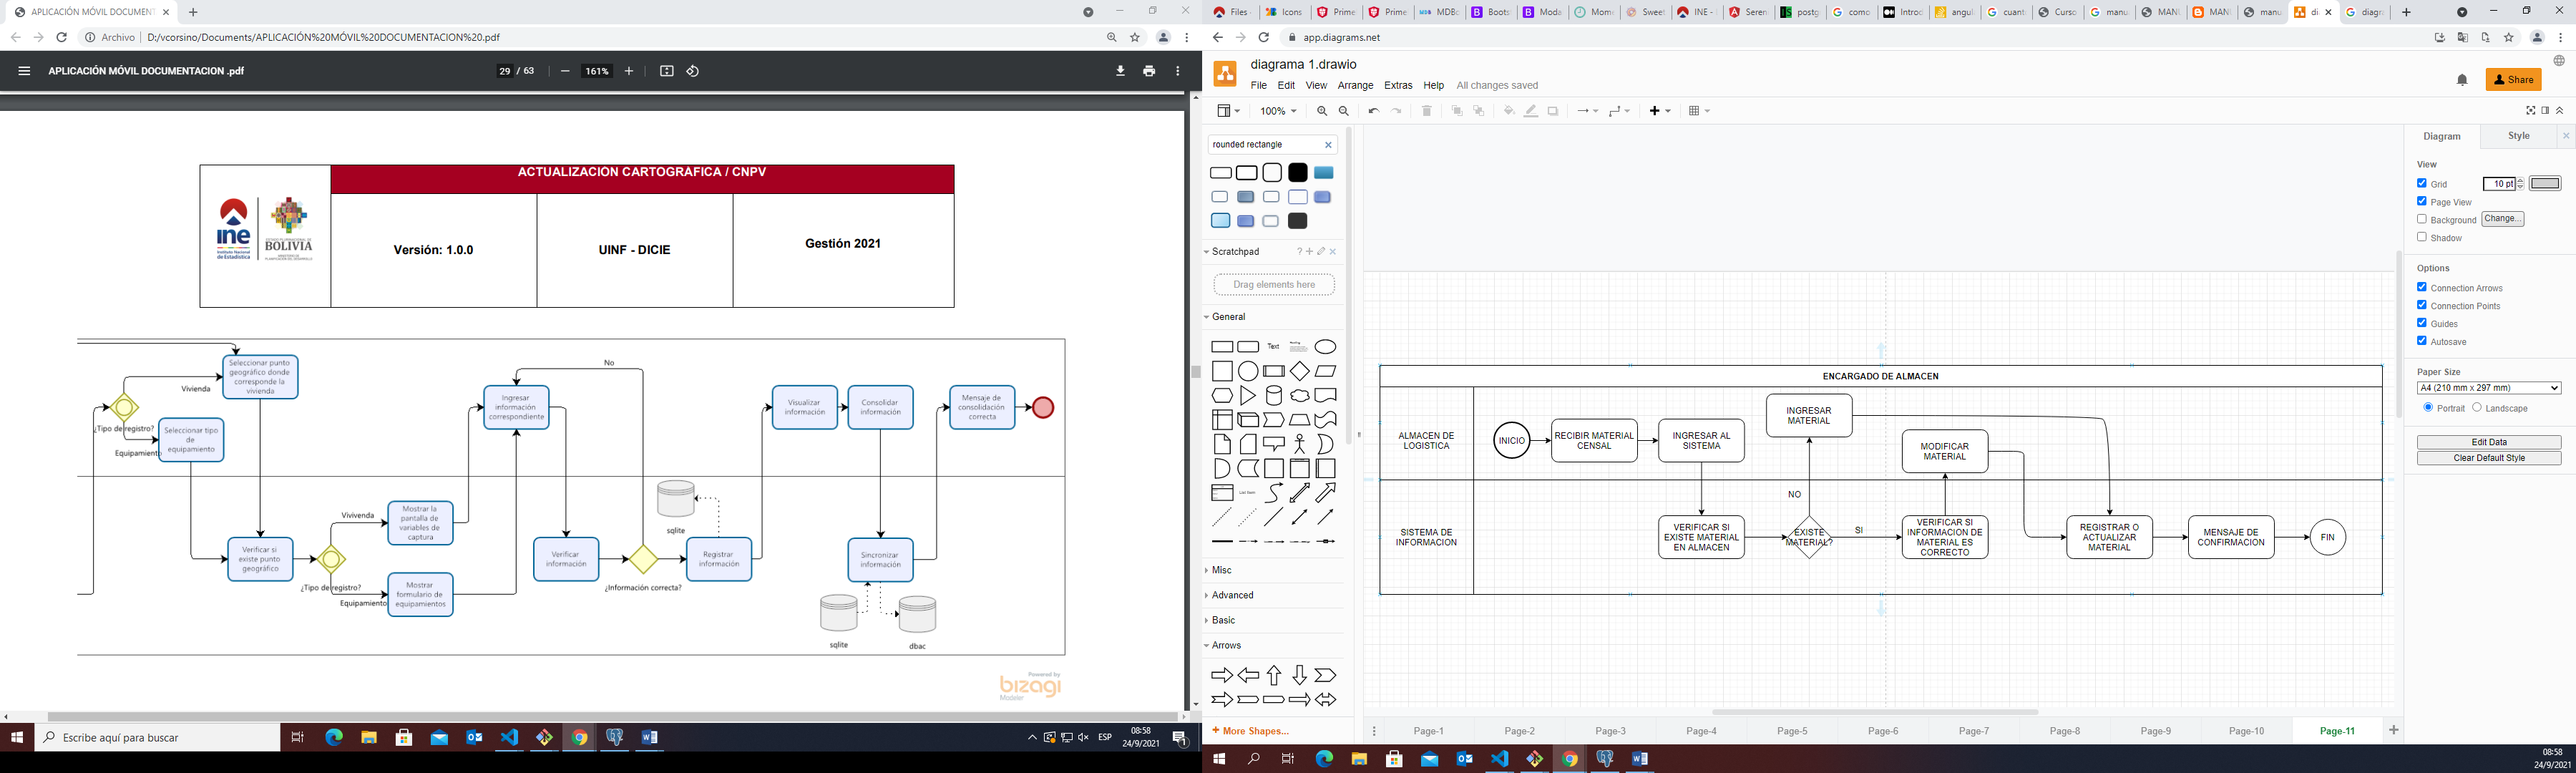 APLICACIÓN MÓVIL DOCUMENT
Archivo
D:/vcorsino/Documents/APLICACIÓN%20MÓVIL%20DOCUMENTACION%20.pdf
APLICACIÓN MÓVIL DOCUMENTACION .pdf
29 / 63
161%
ACTUALIZACION CARTOGRAFICA / CNPV
ine
Instituto Nacional
de Estadística
BOLIVIA
Versión: 1.0.0
UINF - DICIE
Gestión 2021
Seleccionar punto
geográfico donde
corresponde la
vivienda
Vivienda
¿Tipo de registro?
Seleccionar tipo
de
equipamiento
Equipamiento
No
Ingresar
información
correspondiente
Visualizar
información
Consolidar
información
Mensaje de
consolidación
correcta
Verificar si
existe punto
geográfico
¿Tipo de registro?
Vivivenda
Mostrar la
pantalla de
variables de
captura
Equipamiento
Mostrar
formulario de
equipamientos
Verificar
información
¿Información correcta?
sqlite
Registrar
información
Sincronizar
información
sqlite
dbac
Powered by
bizagi
Modeler
Escribe aquí para buscar
ESP
08:58
24/9/2021
1
Files
Icons
Prime
Prime
MDBo
Boots
Moda
Mom
Sweet
INE -
Seren
postg
como
Introd
angul
cuant
Curso
manu
MANU
MAN
manu
di
diagra
app.diagrams.net
diagrama 1.drawio
File
Edit
View
Arrange
Extras
Help
All changes saved
Share
100%
rounded rectangle
Scratchpad
Drag elements here
General
Text
List Item
Misc
Advanced
Basic
Arrows
+ More Shapes...
ENCARGADO DE ALMACEN
ALMACEN DE
LOGISTICA
INICIO
RECIBIR MATERIAL
CENSAL
INGRESAR AL
SISTEMA
INGRESAR
MATERIAL
MODIFICAR
MATERIAL
NO
SISTEMA DE
INFORMACION
VERIFICAR SI
EXISTE MATERIAL
EN ALMACEN
EXISTE
MATERIAL?
SI
VERIFICAR SI
INFORMACION DE
MATERIAL ES
CORRECTO
REGISTRAR O
ACTUALIZAR
MATERIAL
MENSAJE DE
CONFIRMACION
FIN
Page-1
Page-2
Page-3
Page-4
Page-5
Page-6
Page-7
Page-8
Page-9
Page-10
Page-11
Diagram
Style
View
Grid
10 pt
Page View
Background
Change...
Shadow
Options
Connection Arrows
Connection Points
Guides
Autosave
Paper Size
A4 (210 mm x 297 mm)
Portrait
Landscape
Edit Data
Clear Default Style
08:58
24/9/2021